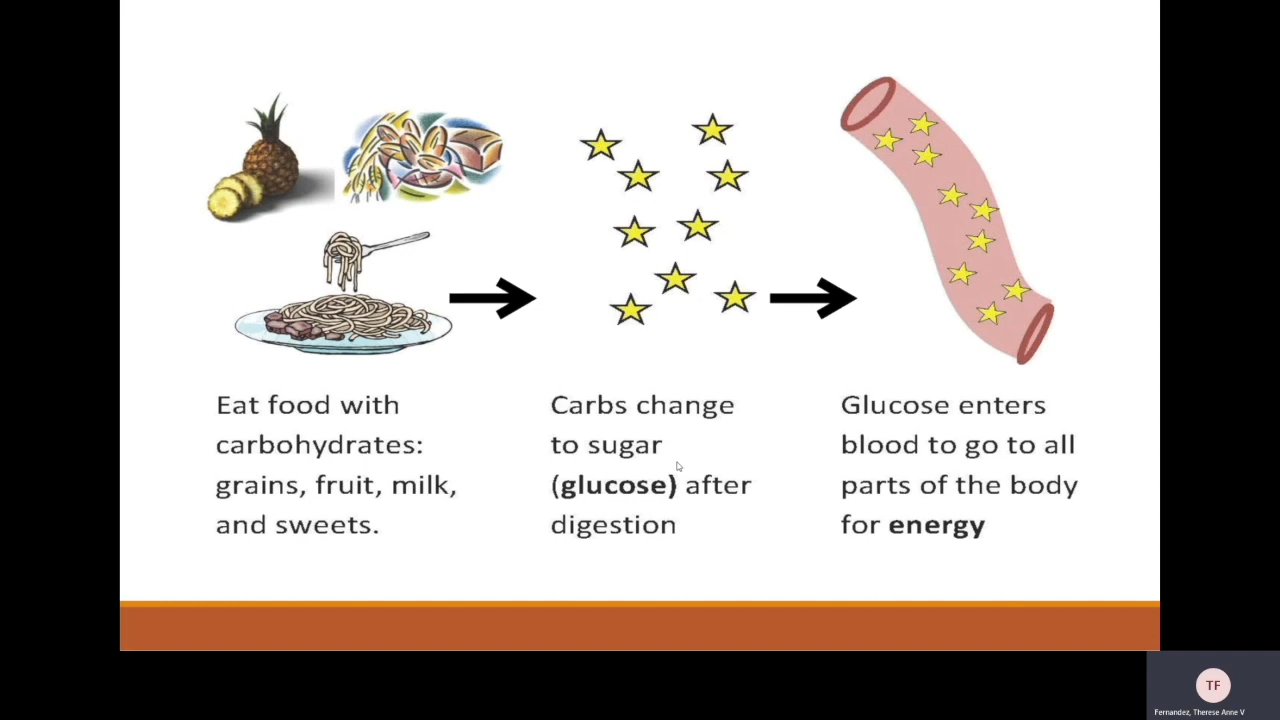 Eat food with
carbohydrates:
grains, fruit, milk,
and sweets.
Carbs change
to sugar
(glucose) after
digestion
Glucose enters
blood to go to all
parts of the body
for energy
TF
Fernandez, Therese Anne V